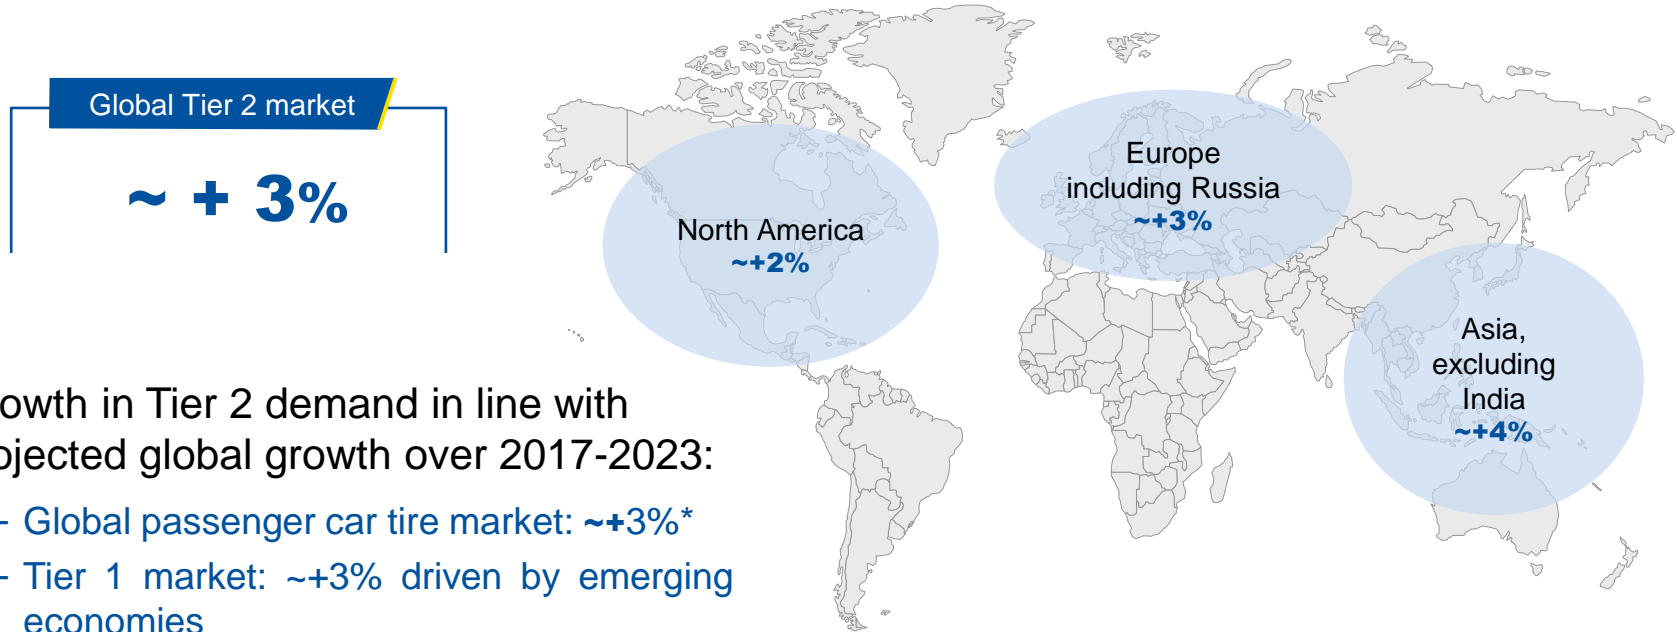 Global Tier 2 market
~ + 3%
North America
~+2%
Europe
including Russia
~+3%
Asia,
excluding
India
~+4%
owth in Tier 2 demand in line with
ojected global growth over 2017-2023:
- Global passenger car tire market: ~+3%*
- Tier 1 market: ~+3% driven by emerging
economies